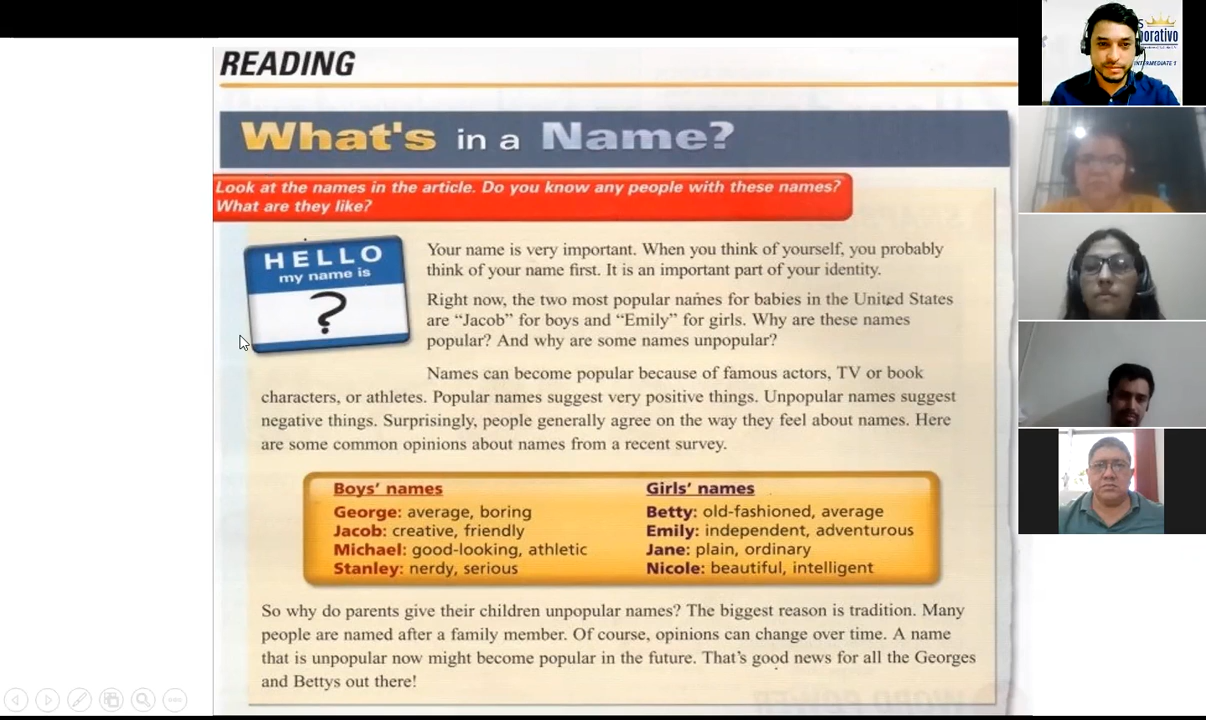 READING
What's in a Name?
Look at the names in the article. Do you know any people with these names?
What are they like?
HELLO
my name is
?
Your name is very important. When you think of yourself, you probably
think of your name first. It is an important part of your identity.
Right now, the two most popular names for babies in the United States
are “Jacob” for boys and “Emily” for girls. Why are these names
popular? And why are some names unpopular?
Names can become popular because of famous actors, TV or book
characters, or athletes. Popular names suggest very positive things. Unpopular names suggest
negative things. Surprisingly, people generally agree on the way they feel about names. Here
are some common opinions about names from a recent survey.
Boys’ names
George: average, boring
Jacob: creative, friendly
Michael: good-looking, athletic
Stanley: nerdy, serious
Girls’ names
Betty: old-fashioned, average
Emily: independent, adventurous
Jane: plain, ordinary
Nicole: beautiful, intelligent
So why do parents give their children unpopular names? The biggest reason is tradition. Many
people are named after a family member. Of course, opinions can change over time. A name
that is unpopular now might become popular in the future. That’s good news for all the Georges
and Bettys out there!
S
porativo
INTERMEDIATE 1